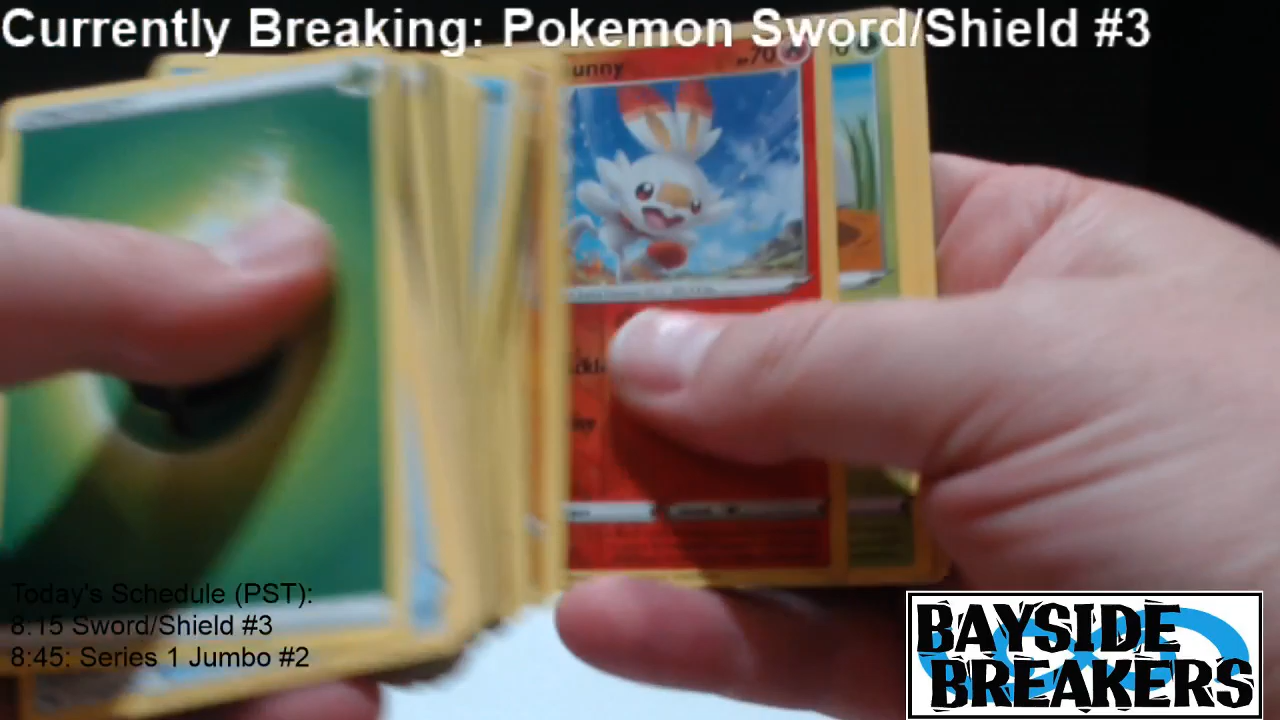 Currently Breaking: Pokemon Sword/Shield #3
unny
70
Today's Schedule (PST):
8:15 Sword/Shield #3
8:45: Series 1 Jumbo #2
BAYSIDE
BREAKERS